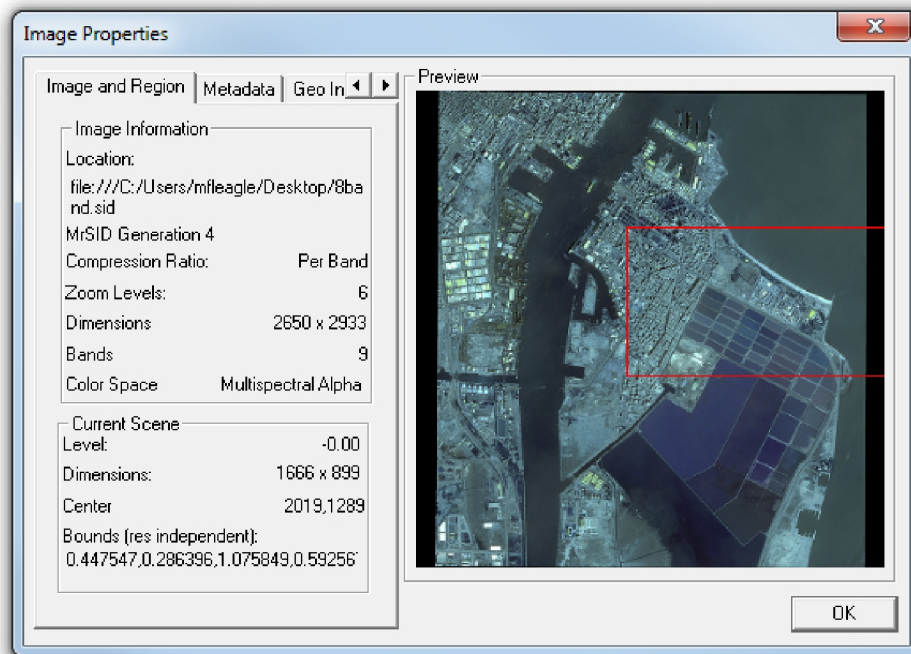 Image Properties
X
Image and Region
Metadata
Geo In
Preview
Image Information
Location:
file:///C:/Users/mfleagle/Desktop/8ba
nd.sid
MrSID Generation 4
Compression Ratio: Per Band
Zoom Levels: 6
Dimensions 2650 x 2933
Bands 9
Color Space Multispectral Alpha
Current Scene
Level: -0.00
Dimensions: 1666 x 899
Center 2019,1289
Bounds (res independent):
0.447547,0.286396,1.075849,0.59256
OK